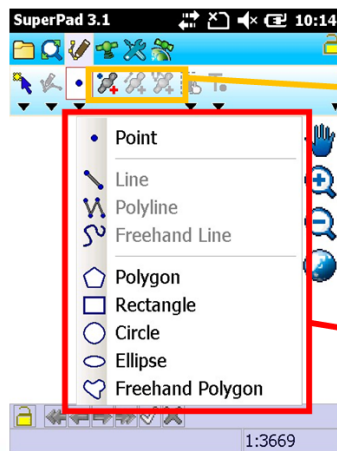 SuperPad 3.1 10:14
Point
Line
Polyline
Freehand Line
Polygon
Rectangle
Circle
Ellipse
Freehand Polygon
1:3669